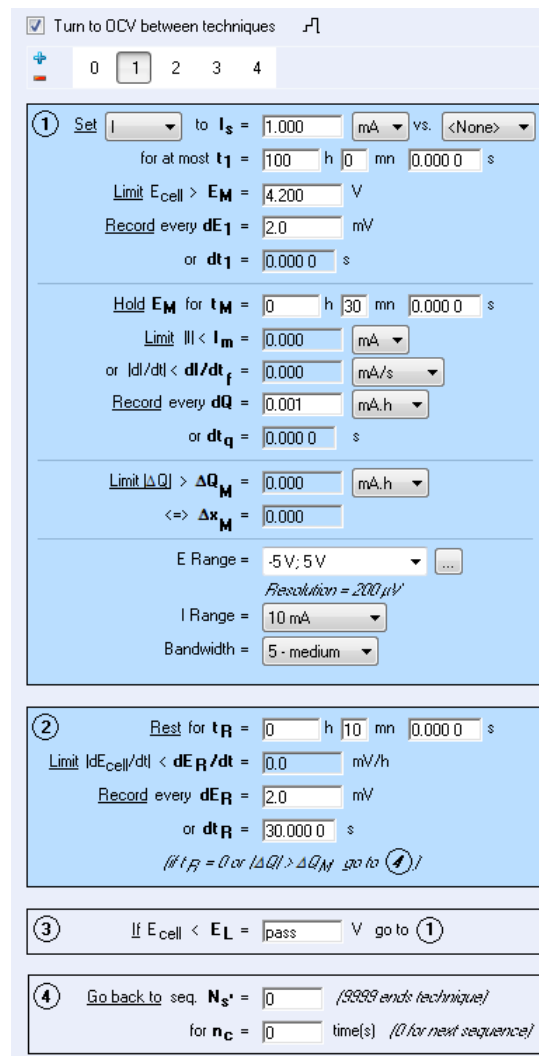 Turn to OCV between techniques
0 1 2 3 4
1 Set I to Is = 1.000 mA vs. <None>
for at most t1 = 100 h 0 mn 0.000 0 s
Limit Ecell > EM = 4.200 V
Record every dE1 = 2.0 mV
or dt1 = 0.000 0 s
Hold EM for tM = 0 h 30 mn 0.000 0 s
Limit |I| < Im = 0.000 mA
or |dI/dt| < dI/dtf = 0.000 mA/s
Record every dQ = 0.001 mA.h
or dtq = 0.000 0 s
Limit |ΔQ| > ΔQM = 0.000 mA.h
<=> ΔxM = 0.000
E Range = -5 V; 5 V ...
Resolution = 200 µV
I Range = 10 mA
Bandwidth = 5 - medium
2 Rest for tR = 0 h 10 mn 0.000 0 s
Limit |dEcell/dt| < dER/dt = 0.0 mV/h
Record every dER = 2.0 mV
or dtR = 30.000 0 s
(if tR = 0 or |ΔQ| > ΔQM go to 4)
3 If Ecell < EL = pass V go to 1
4 Go back to seq. Ns' = 0 (9999 ends technique)
for nc = 0 time(s) (0 for next sequence)